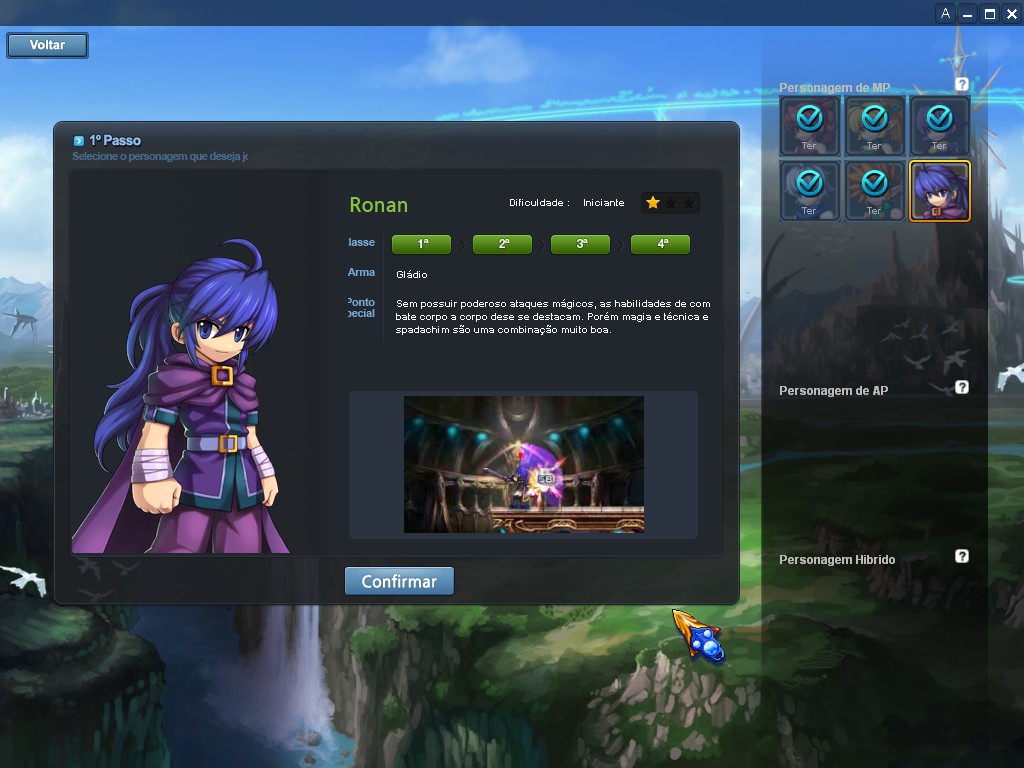 A
Voltar
Personagem de MP
?
Ter
Ter
Ter
Ter
Ter
1º Passo
Selecione o personagem que deseja jc
Ronan
Dificuldade : Iniciante
lasse
1ª
2ª
3ª
4ª
Arma
Gládio
Ponto
pecial
Sem possuir poderoso ataques mágicos, as habilidades de com
bate corpo a corpo dese se destacam. Porém magia e técnica e
spadachim são uma combinação muito boa.
Personagem de AP
?
Personagem Hibrido
?
Confirmar